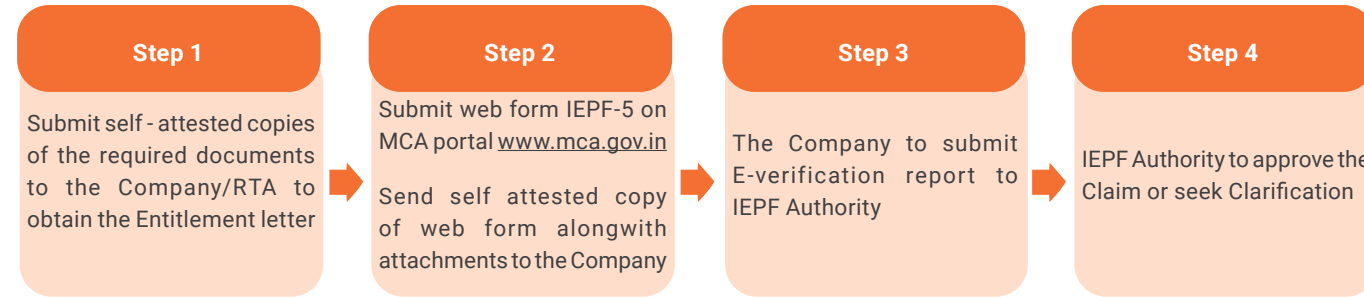 Step 1
Submit self - attested copies
of the required documents
to the Company/RTA to
obtain the Entitlement letter
Step 2
Submit web form IEPF-5 on
MCA portal www.mca.gov.in
Send self attested copy
of web form alongwith
attachments to the Company
Step 3
The Company to submit
E-verification report to
IEPF Authority
Step 4
IEPF Authority to approve the
Claim or seek Clarification